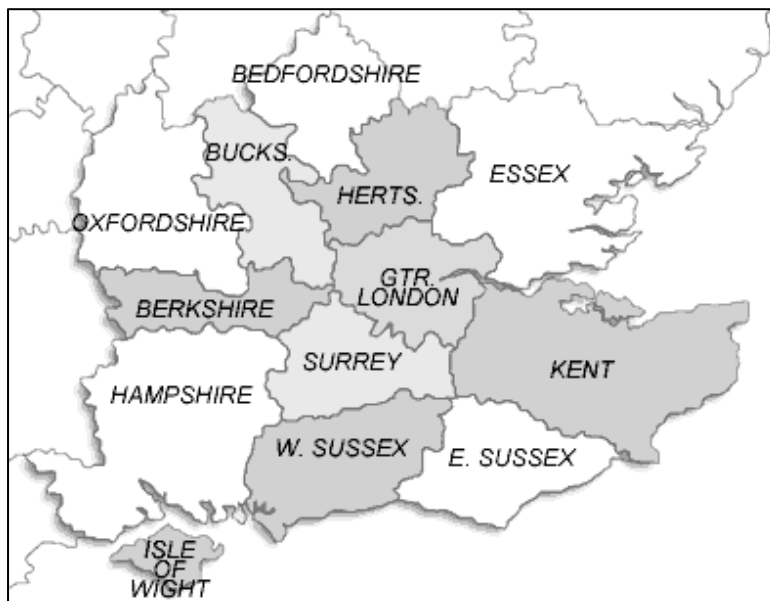 BEDFORDSHIRE
BUCKS.
ESSEX
HERTS.
OXFORDSHIRE
GTR.
LONDON
BERKSHIRE
SURREY
KENT
HAMPSHIRE
W. SUSSEX
E. SUSSEX
ISLE
OF
WIGHT